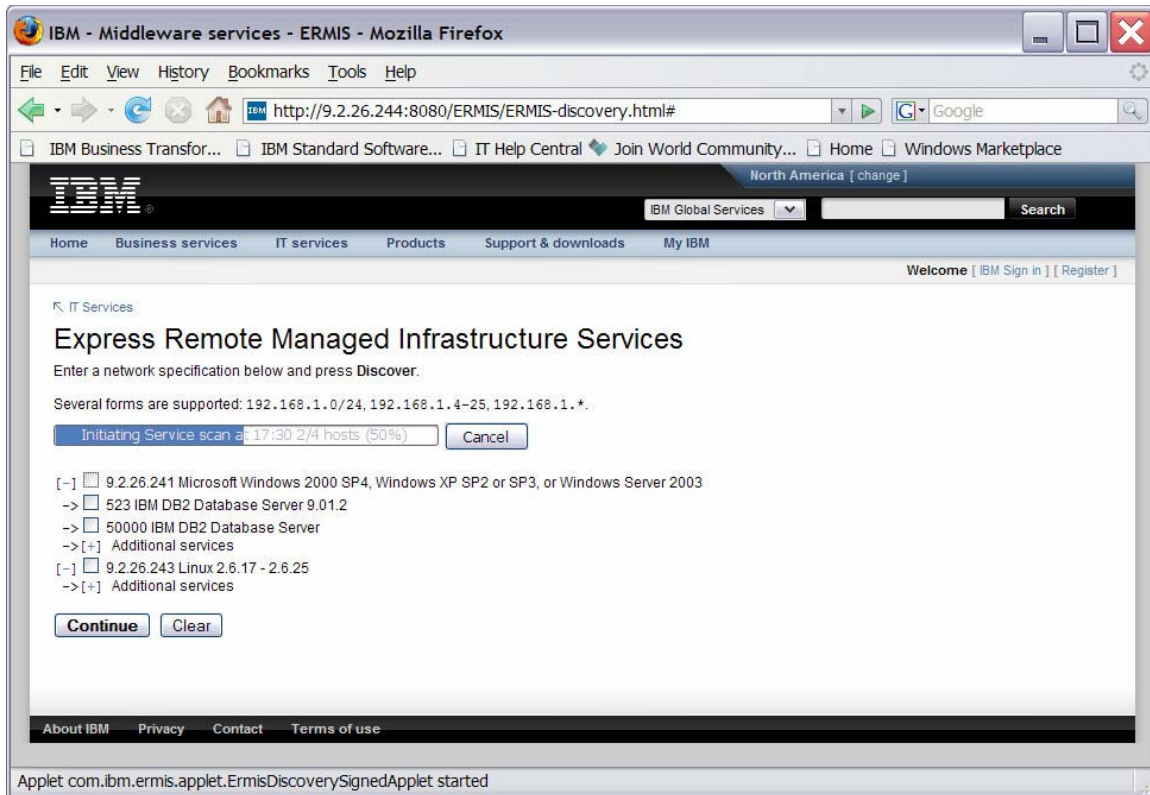 IBM - Middleware services - ERMIS - Mozilla Firefox
File Edit View History Bookmarks Tools Help
IBM http://9.2.26.244:8080/ERMIS/ERMIS-discovery.html# G Google
IBM Business Transfor... IBM Standard Software... IT Help Central Join World Community... Home Windows Marketplace
North America [ change ]
IBM ®
IBM Global Services Search
Home Business services IT services Products Support & downloads My IBM
Welcome [ IBM Sign in ] [ Register ]
IT Services
Express Remote Managed Infrastructure Services
Enter a network specification below and press Discover.
Several forms are supported: 192.168.1.0/24, 192.168.1.4-25, 192.168.1.*.
Initiating Service scan at 17:30 2/4 hosts (50%) Cancel
[-] 9.2.26.241 Microsoft Windows 2000 SP4, Windows XP SP2 or SP3, or Windows Server 2003
-> 523 IBM DB2 Database Server 9.01.2
-> 50000 IBM DB2 Database Server
->[+] Additional services
[-] 9.2.26.243 Linux 2.6.17 - 2.6.25
->[+] Additional services
Continue Clear
About IBM Privacy Contact Terms of use
Applet com.ibm.ermis.applet.ErmisDiscoverySignedApplet started